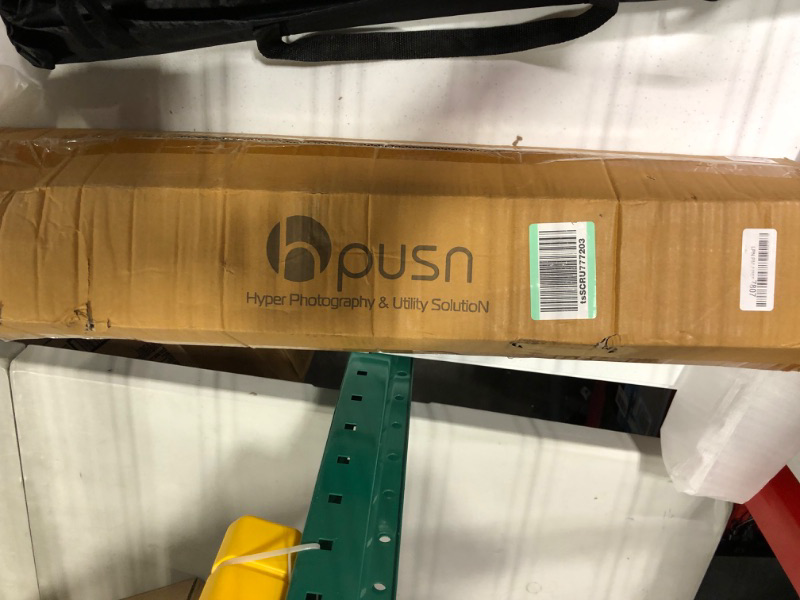 hpusn
Hyper Photography & Utility SolutioN
tsSCRU777203